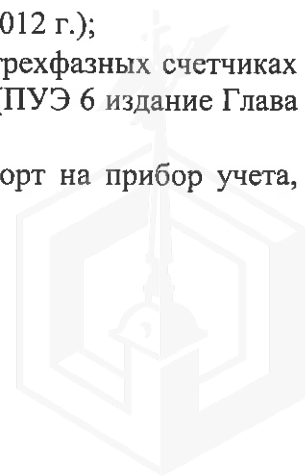 012 г.);
трехфазных счетчиках
(ПУЭ 6 издание Глава
орт на прибор учета,